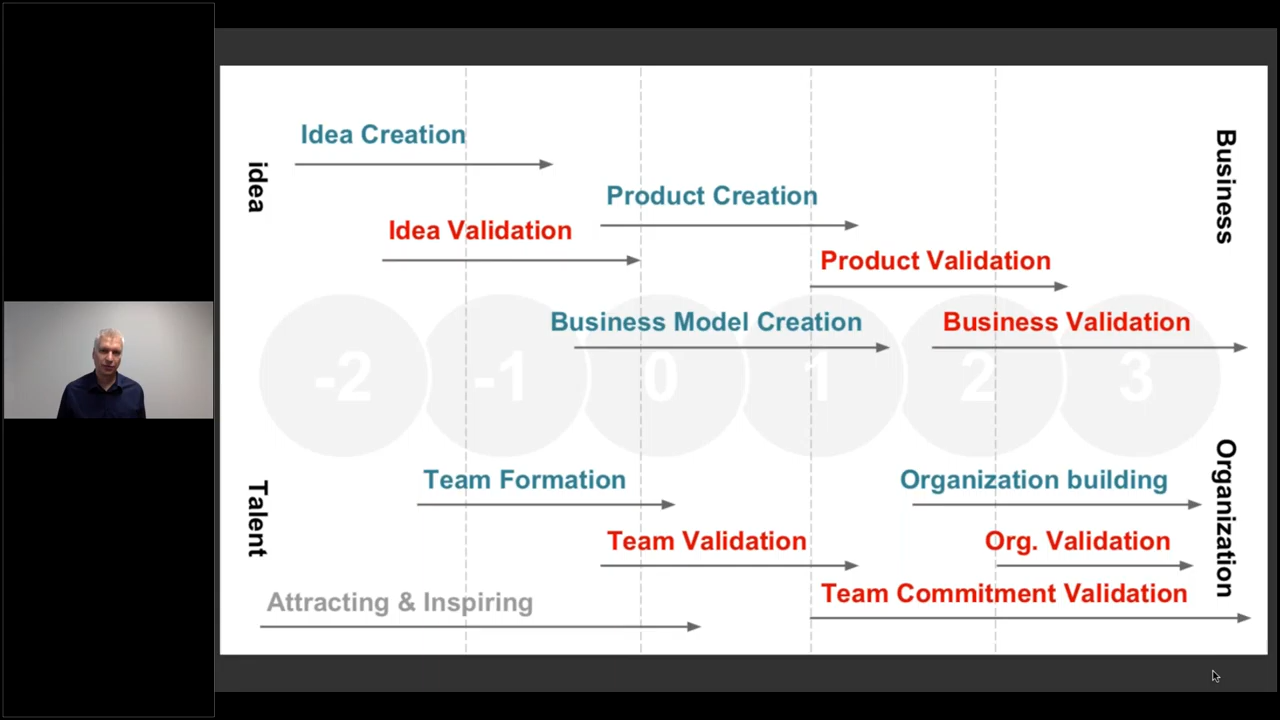 Idea Creation
idea
Business
Product Creation
Idea Validation
Product Validation
Business Model Creation
Business Validation
-2
-1
0
1
2
3
Team Formation
Organization building
Talent
Organization
Team Validation
Org. Validation
Attracting & Inspiring
Team Commitment Validation